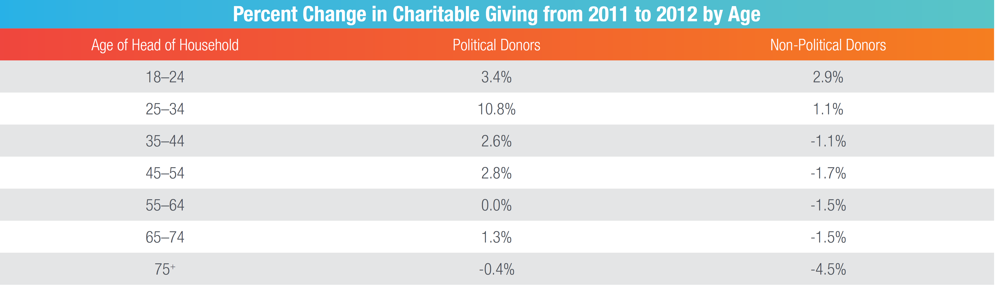 Percent Change in Charitable Giving from 2011 to 2012 by Age
Age of Head of Household Political Donors Non-Political Donors
18–24 3.4% 2.9%
25–34 10.8% 1.1%
35–44 2.6% -1.1%
45–54 2.8% -1.7%
55–64 0.0% -1.5%
65–74 1.3% -1.5%
75+ -0.4% -4.5%